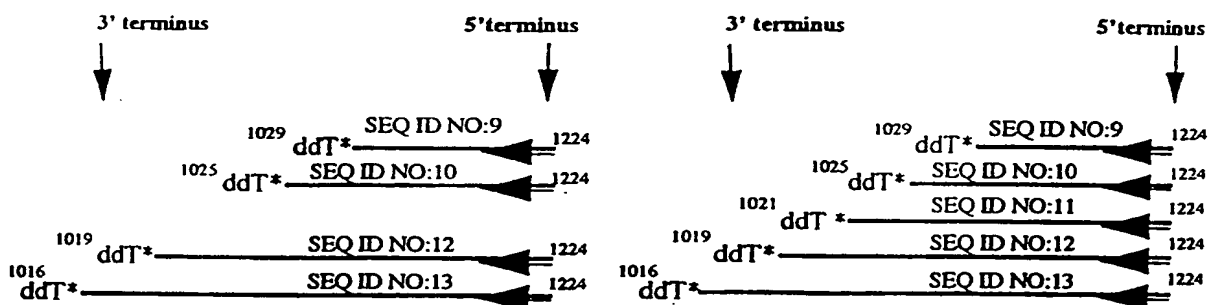 3' terminus 5'terminus
1029 ddT* SEQ ID NO:9 1224
1025 ddT* SEQ ID NO:10 1224
1019 ddT* SEQ ID NO:12 1224
1016 ddT* SEQ ID NO:13 1224
3' terminus 5'terminus
1029 ddT* SEQ ID NO:9 1224
1025 ddT* SEQ ID NO:10 1224
1021 ddT * SEQ ID NO:11 1224
1019 ddT* SEQ ID NO:12 1224
1016 ddT* SEQ ID NO:13 1224